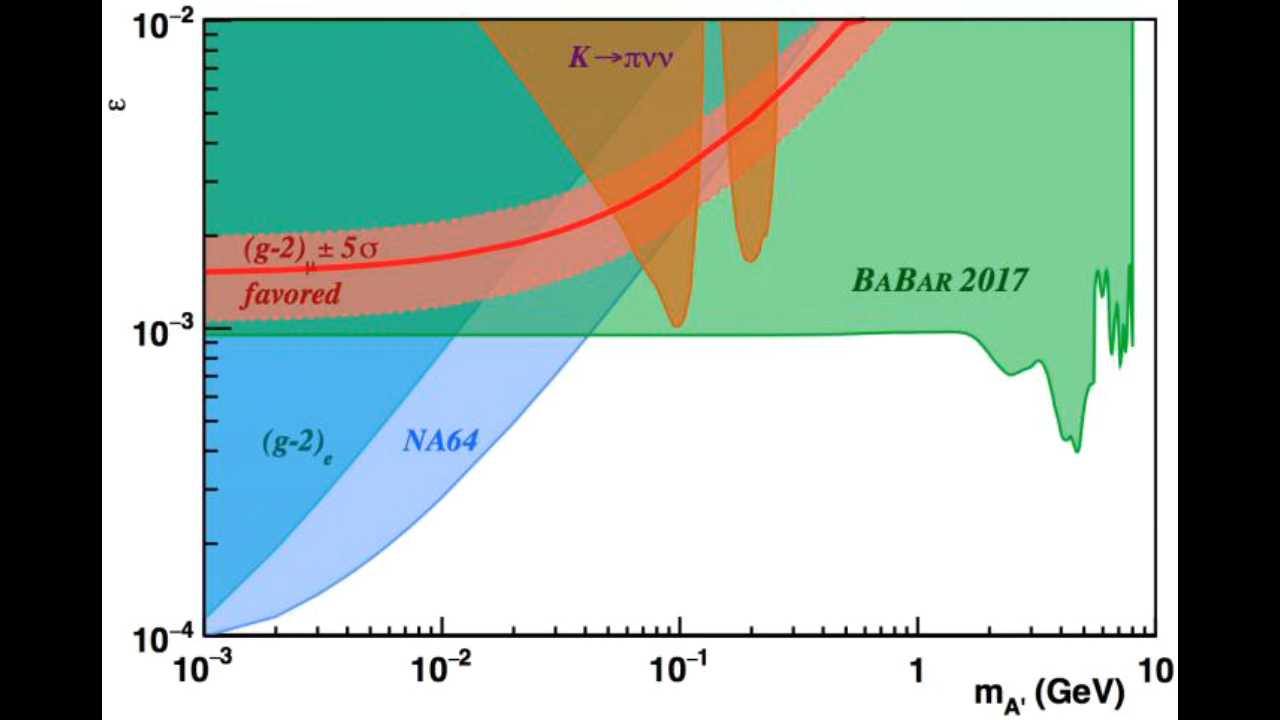 10⁻²
ε
K→πνν
(g-2)μ ± 5σ
favored
BABAR 2017
10⁻³
(g-2)e
NA64
10⁻⁴
10⁻³ 10⁻² 10⁻¹ 1 10
mA' (GeV)